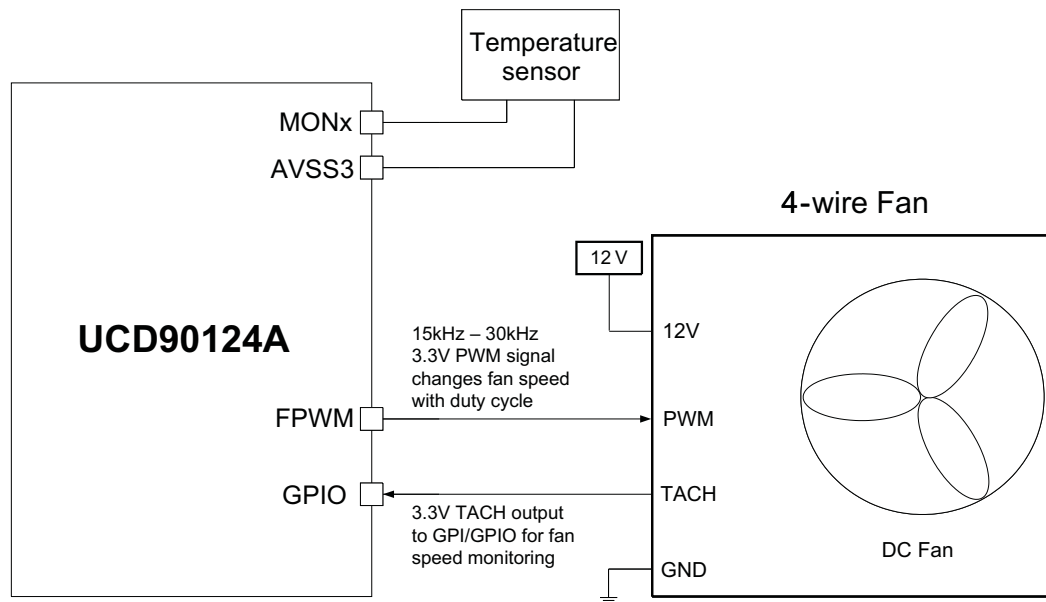 Temperature
sensor
MONx
AVSS3
4-wire Fan
12 V
UCD90124A
15kHz – 30kHz
3.3V PWM signal
changes fan speed
with duty cycle
12V
FPWM
PWM
GPIO
TACH
3.3V TACH output
to GPI/GPIO for fan
speed monitoring
DC Fan
GND